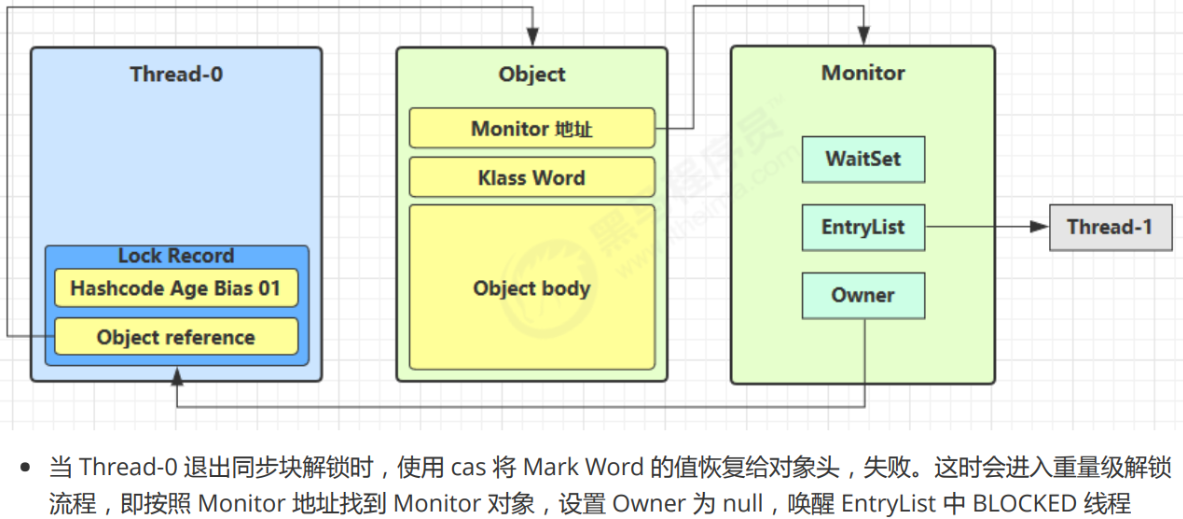 Thread-0
Object
Monitor
Monitor 地址
WaitSet
Klass Word
EntryList
Thread-1
Lock Record
Hashcode Age Bias 01
Object body
Owner
Object reference
黑马程序员
www.itheima.com
当 Thread-0 退出同步块解锁时，使用 cas 将 Mark Word 的值恢复给对象头，失败。这时会进入重量级解锁
流程，即按照 Monitor 地址找到 Monitor 对象，设置 Owner 为 null，唤醒 EntryList 中 BLOCKED 线程